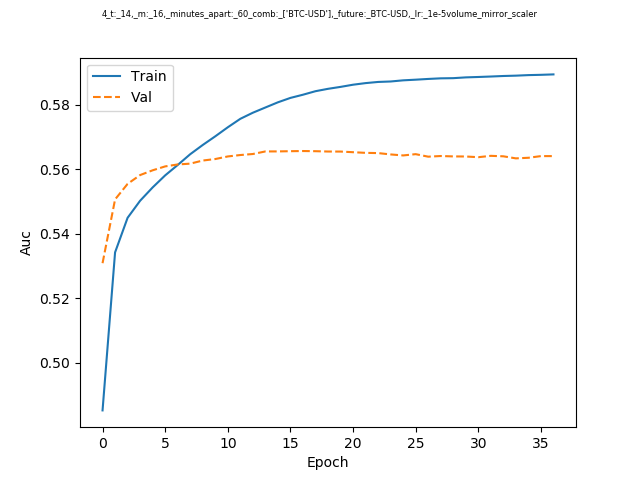 4_t:_14,_m:_16,_minutes_apart:_60_comb:_['BTC-USD'],_future:_BTC-USD,_lr:_1e-5volume_mirror_scaler
Train
Val
0.58
0.56
0.54
0.52
0.50
Auc
0 5 10 15 20 25 30 35
Epoch